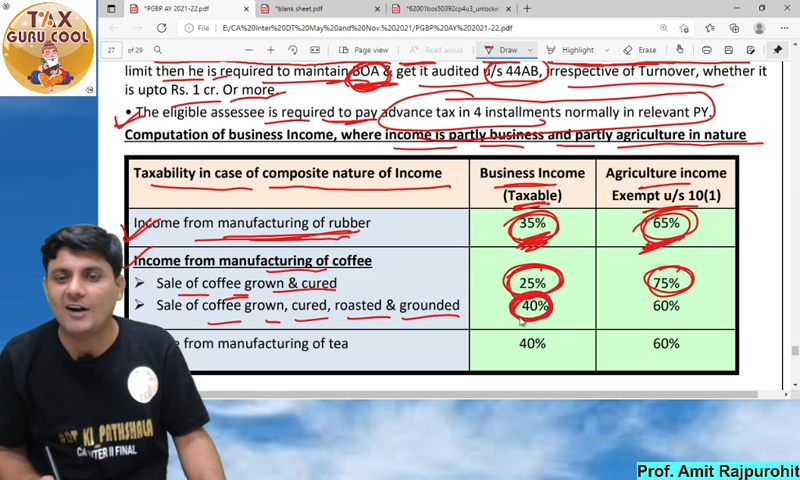 TAX
GURU COOL
*PGBP AY 2021-22.pdf
*blank sheet.pdf
*62001bos50392cp4u3_unlocked.p
E:/CA%20Inter%20DT%20May%20and%20Nov.%202021/PGBP%20AY%202021-22.pdf
27
of 29
Page view
Draw
Highlight
Erase
limit then he is required to maintain BOA & get it audited u/s 44AB, irrespective of Turnover, whether it
is upto Rs. 1 cr. Or more.
• The eligible assessee is required to pay advance tax in 4 installments normally in relevant PY.
Computation of business Income, where income is partly business and partly agriculture in nature
Taxability in case of composite nature of Income
Business Income
(Taxable)
Agriculture income
Exempt u/s 10(1)
Income from manufacturing of rubber
35%
65%
Income from manufacturing of coffee
Sale of coffee grown & cured
25%
75%
Sale of coffee grown, cured, roasted & grounded
40%
60%
from manufacturing of tea
40%
60%
KI PATHSHALA
CA INTER II FINAL
Prof. Amit Rajpurohit